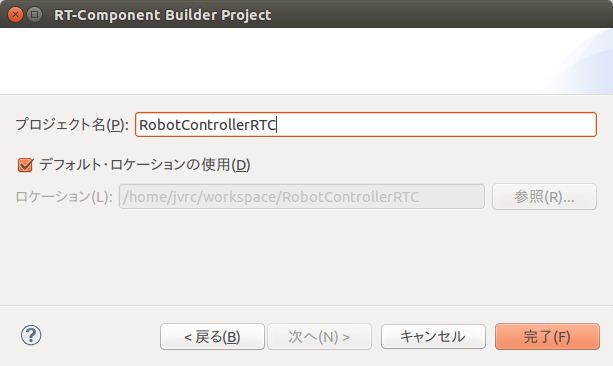 RT-Component Builder Project
プロジェクト名(P): RobotControllerRTC
デフォルト・ロケーションの使用(D)
ロケーション(L): /home/jvrc/workspace/RobotControllerRTC 参照(R)...
? < 戻る(B) 次へ(N) > キャンセル 完了(F)